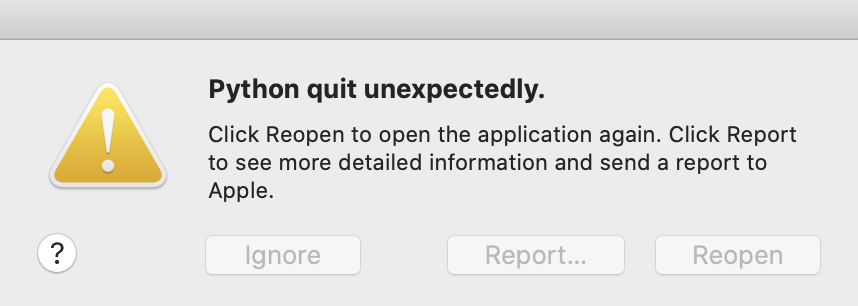 Python quit unexpectedly.
Click Reopen to open the application again. Click Report
to see more detailed information and send a report to
Apple.
?
Ignore
Report...
Reopen